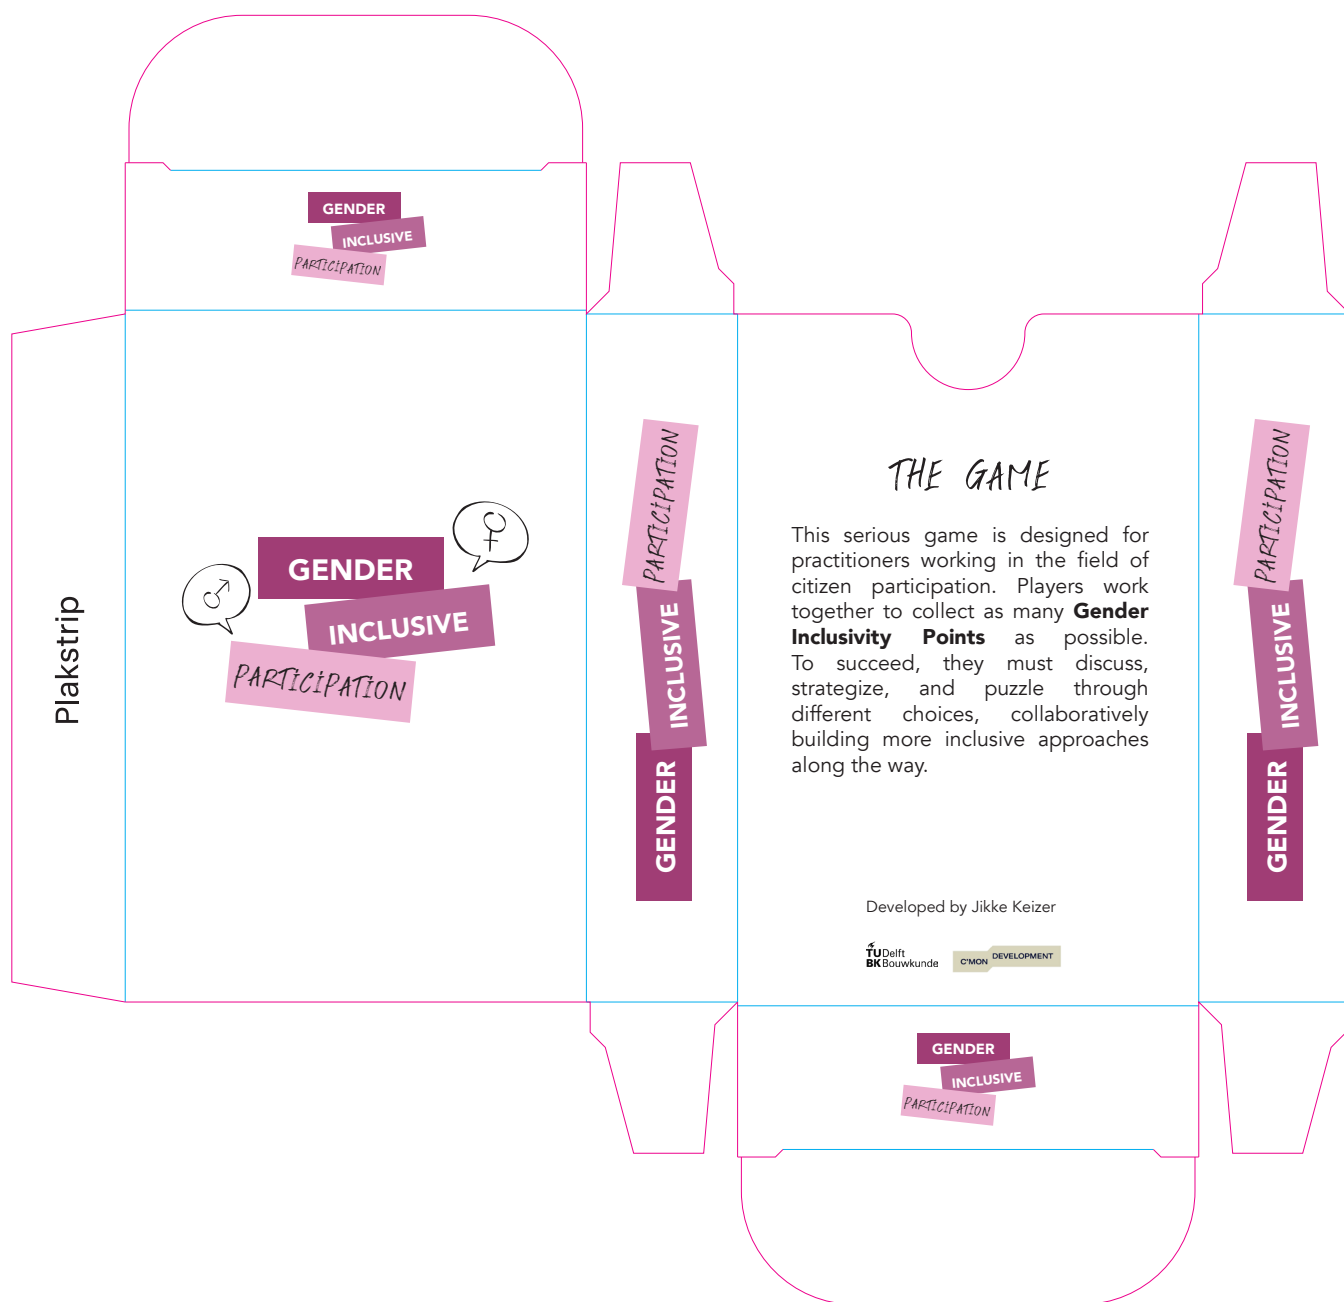 GENDER
INCLUSIVE
PARTICIPATION
Plakstrip
GENDER
INCLUSIVE
PARTICIPATION
GENDER
INCLUSIVE
PARTICIPATION
THE GAME
This serious game is designed for
practitioners working in the field of
citizen participation. Players work
together to collect as many Gender
Inclusivity Points as possible.
To succeed, they must discuss,
strategize, and puzzle through
different choices, collaboratively
building more inclusive approaches
along the way.
Developed by Jikke Keizer
TU Delft
BK Bouwkunde
C'MON DEVELOPMENT
GENDER
INCLUSIVE
PARTICIPATION
GENDER
INCLUSIVE
PARTICIPATION